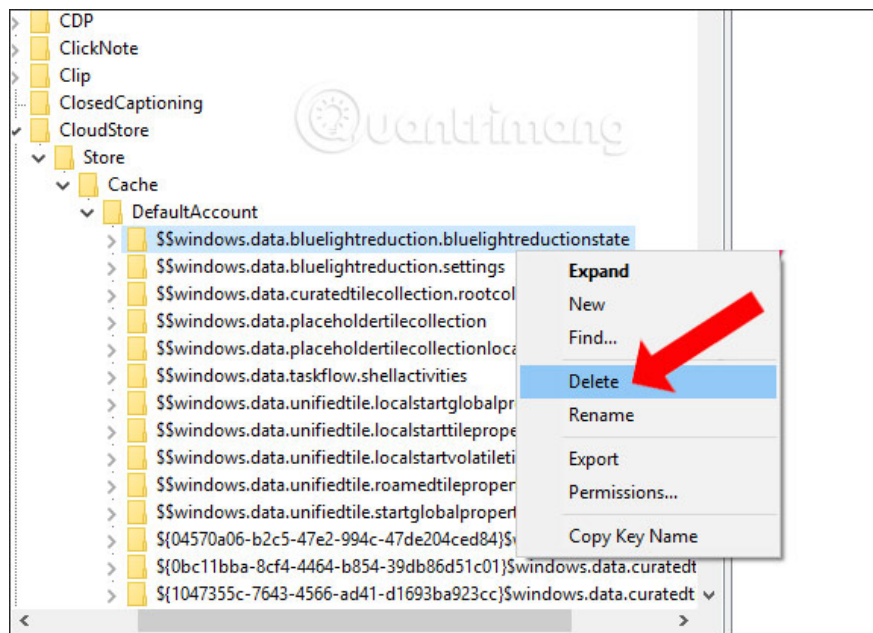 CDP
ClickNote
Clip
ClosedCaptioning
CloudStore
Quantrimang
Store
Cache
DefaultAccount
$$windows.data.bluelightreduction.bluelightreductionstate
$$windows.data.bluelightreduction.settings
$$windows.data.curatedtilecollection.rootcol
$$windows.data.placeholdertilecollection
$$windows.data.placeholdertilecollectionloca
$$windows.data.taskflow.shellactivities
$$windows.data.unifiedtile.localstartglobalpr
$$windows.data.unifiedtile.localstarttileprope
$$windows.data.unifiedtile.localstartvolatileti
$$windows.data.unifiedtile.roamedtileproper
$$windows.data.unifiedtile.startglobalpropert
${04570a06-b2c5-47e2-994c-47de204ced84}$w
${0bc11bba-8cf4-4464-b854-39db86d51c01}$windows.data.curatedt
${1047355c-7643-4566-ad41-d1693ba923cc}$windows.data.curatedt
Expand
New
Find...
Delete
Rename
Export
Permissions...
Copy Key Name